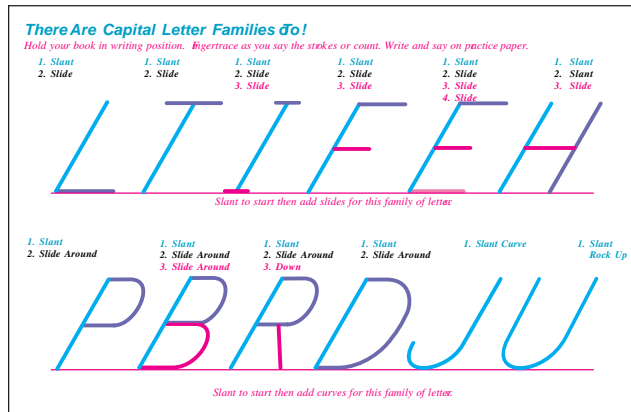 There Are Capital Letter Families Too!
Hold your book in writing position. Fingertrace as you say the strokes or count. Write and say on practice paper.
1. Slant
2. Slide
1. Slant
2. Slide
1. Slant
2. Slide
3. Slide
1. Slant
2. Slide
3. Slide
1. Slant
2. Slide
3. Slide
4. Slide
1. Slant
2. Slant
3. Slide
L T I F E H
Slant to start then add slides for this family of letters.
1. Slant
2. Slide Around
1. Slant
2. Slide Around
3. Slide Around
1. Slant
2. Slide Around
3. Down
1. Slant
2. Slide Around
1. Slant Curve
1. Slant
Rock Up
P B R D J U
Slant to start then add curves for this family of letters.